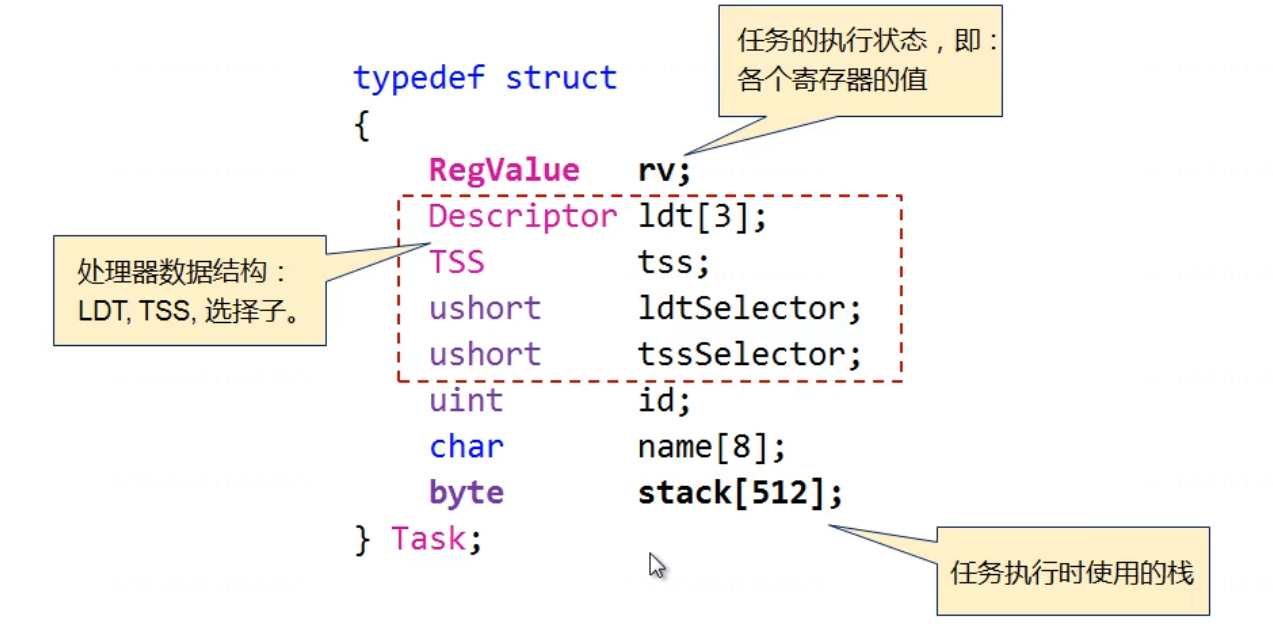 任务的执行状态，即：
各个寄存器的值
typedef struct
{
RegValue rv;
Descriptor ldt[3];
TSS tss;
ushort ldtSelector;
ushort tssSelector;
uint id;
char name[8];
byte stack[512];
} Task;
处理器数据结构：
LDT, TSS, 选择子。
任务执行时使用的栈